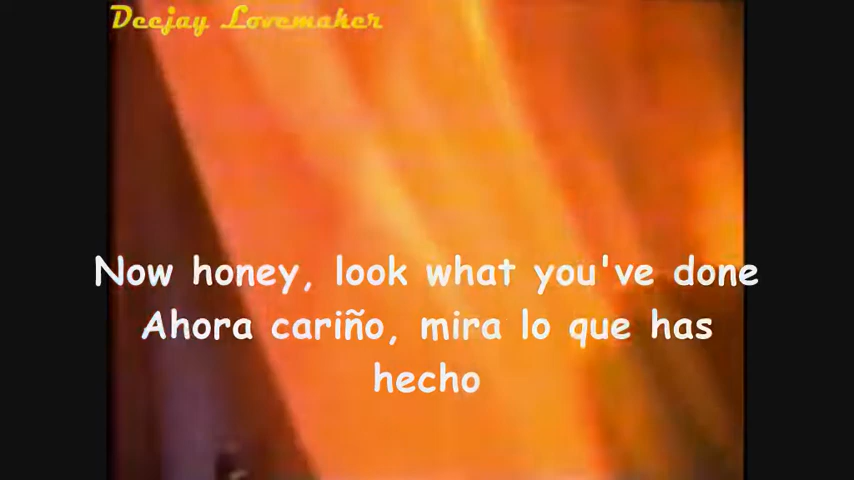 Deejay Lovemaker
Now honey, look what you've done
Ahora cariño, mira lo que has
hecho